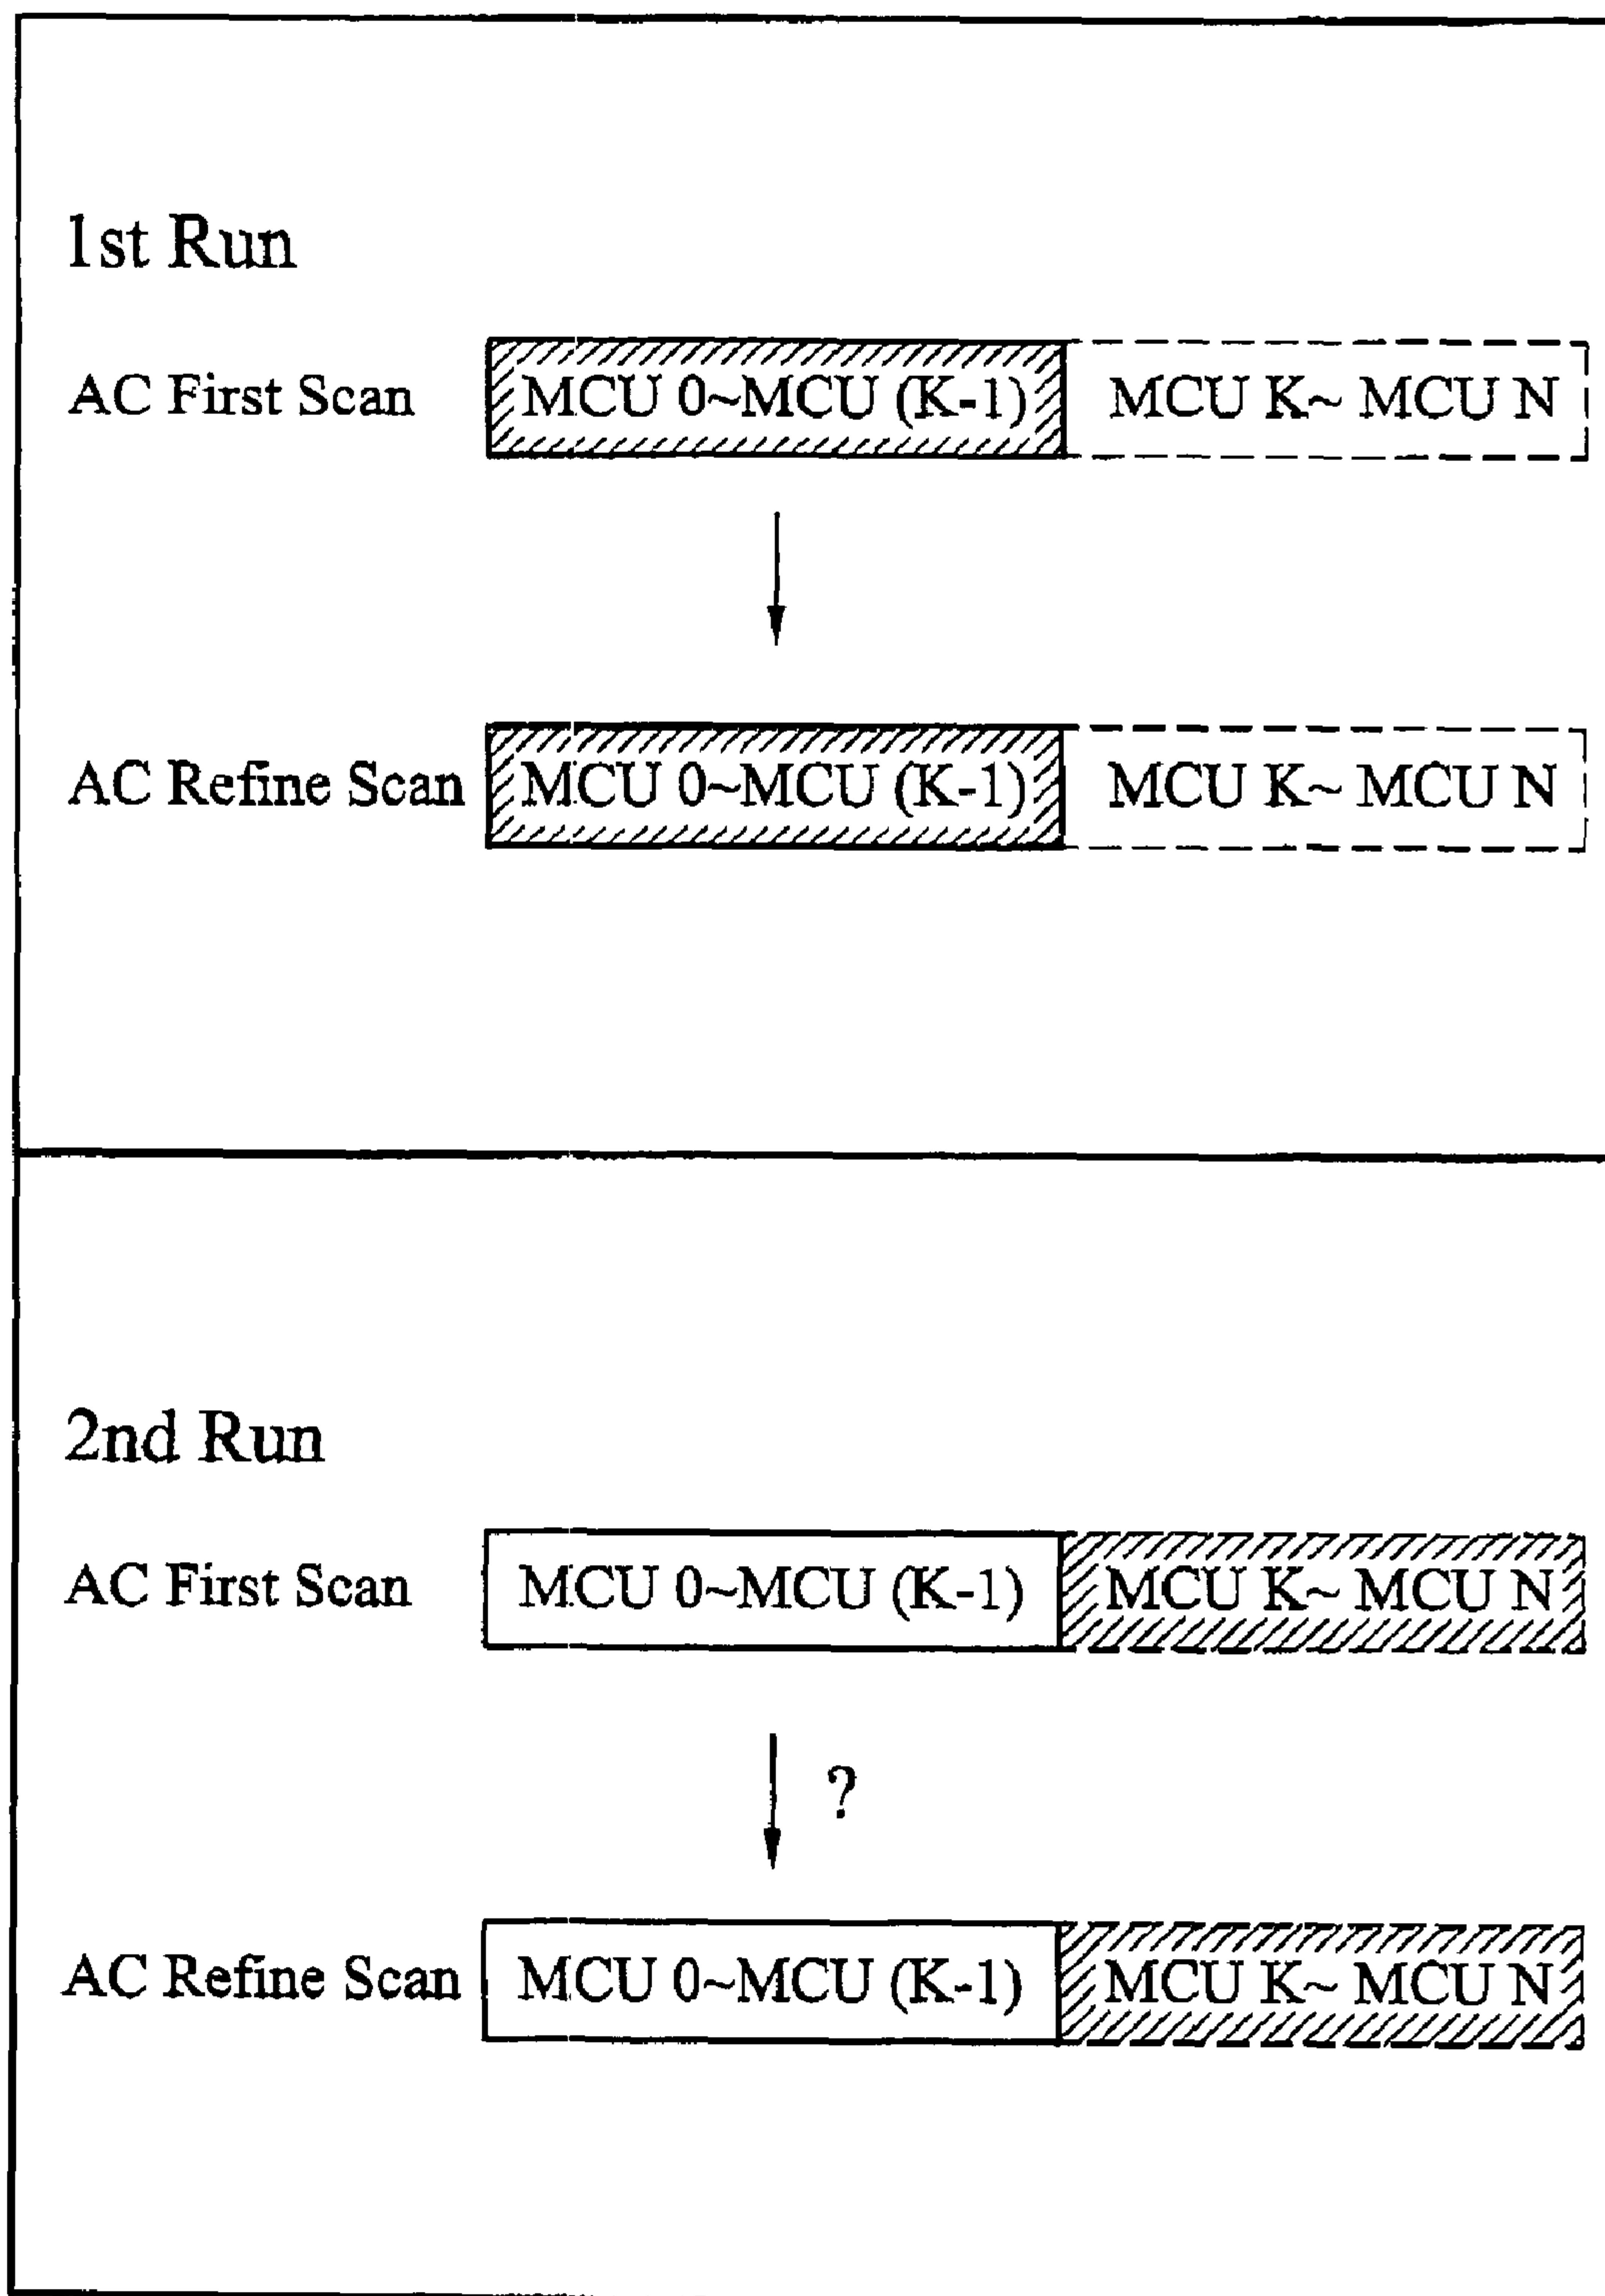 1st Run
AC First Scan MCU 0~MCU (K-1) MCU K~ MCU N
AC Refine Scan MCU 0~MCU (K-1) MCU K~ MCU N
2nd Run
AC First Scan MCU 0~MCU (K-1) MCU K~ MCU N
?
AC Refine Scan MCU 0~MCU (K-1) MCU K~ MCU N